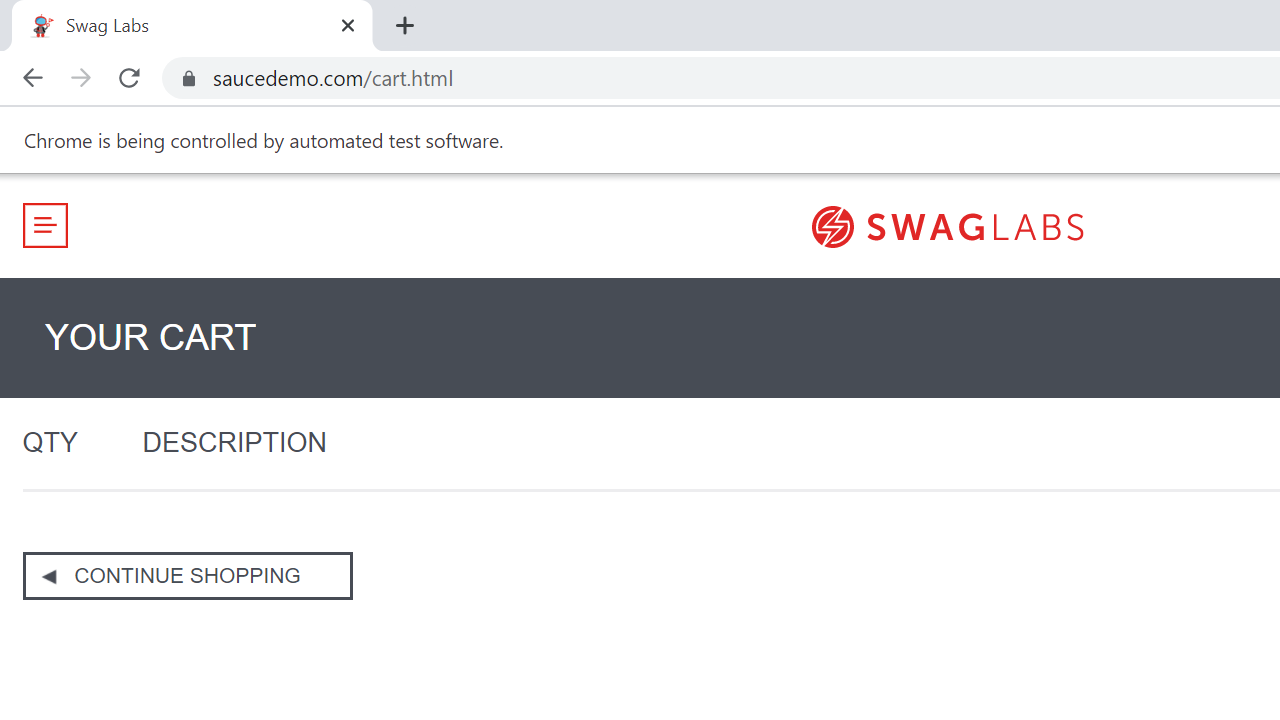 Swag Labs
saucedemo.com/cart.html
Chrome is being controlled by automated test software.
SWAGLABS
YOUR CART
QTY DESCRIPTION
CONTINUE SHOPPING